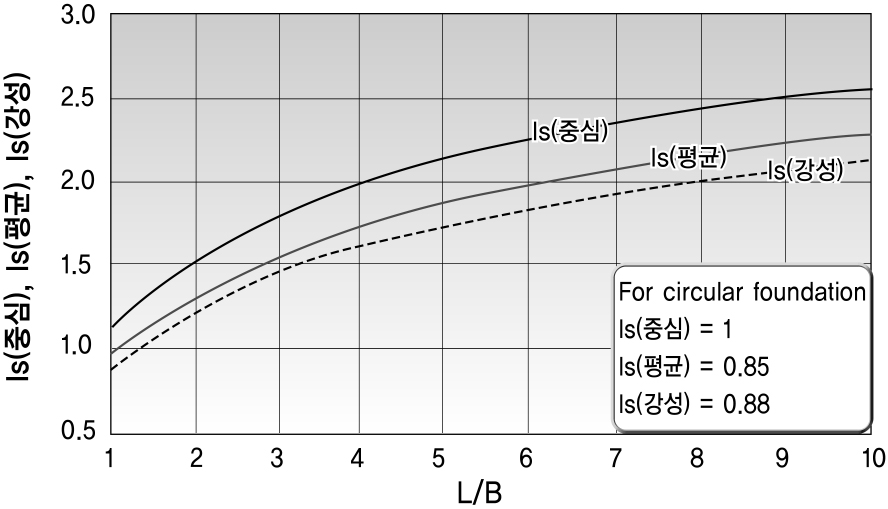 Is(중심), Is(평균), Is(강성)
3.0
2.5
2.0
1.5
1.0
0.5
Is(중심)
Is(평균)
Is(강성)
For circular foundation
Is(중심) = 1
Is(평균) = 0.85
Is(강성) = 0.88
1 2 3 4 5 6 7 8 9 10
L/B